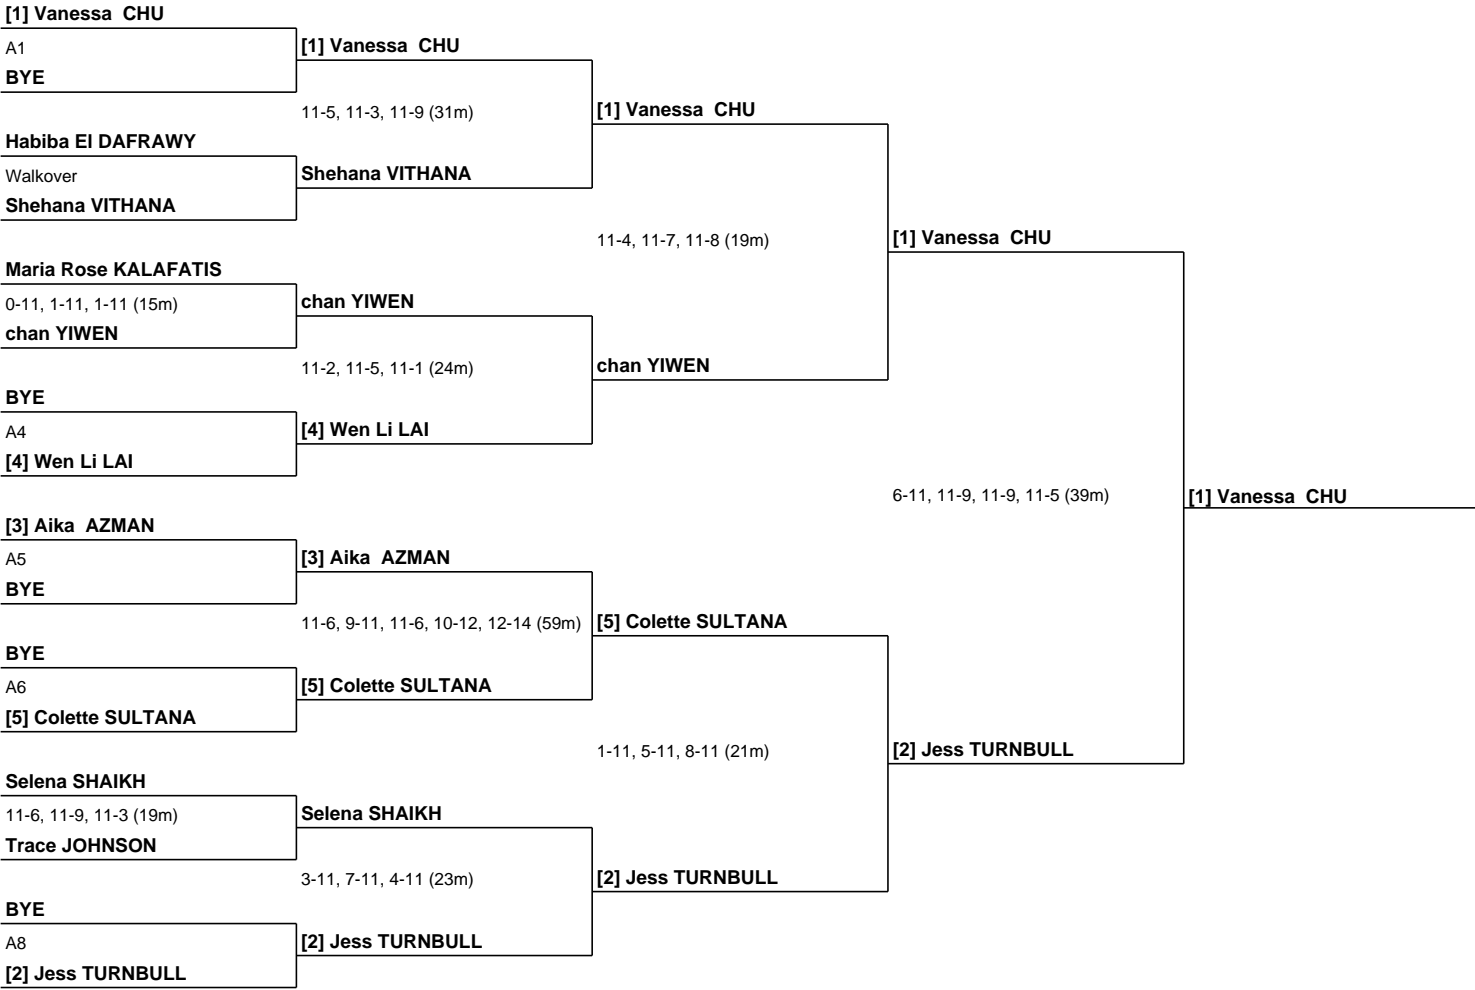 [1] Vanessa  CHU
A1
BYE
Habiba El DAFRAWY
Walkover
Shehana VITHANA
Maria Rose KALAFATIS
0-11, 1-11, 1-11 (15m)
chan YIWEN
BYE
A4
[4] Wen Li LAI
[3] Aika  AZMAN
A5
BYE
BYE
A6
[5] Colette SULTANA
Selena SHAIKH
11-6, 11-9, 11-3 (19m)
Trace JOHNSON
BYE
A8
[2] Jess TURNBULL
[1] Vanessa  CHU
11-5, 11-3, 11-9 (31m)
Shehana VITHANA
chan YIWEN
11-2, 11-5, 11-1 (24m)
[4] Wen Li LAI
[3] Aika  AZMAN
11-6, 9-11, 11-6, 10-12, 12-14 (59m)
[5] Colette SULTANA
Selena SHAIKH
3-11, 7-11, 4-11 (23m)
[2] Jess TURNBULL
[1] Vanessa  CHU
11-4, 11-7, 11-8 (19m)
chan YIWEN
[5] Colette SULTANA
1-11, 5-11, 8-11 (21m)
[2] Jess TURNBULL
[1] Vanessa  CHU
6-11, 11-9, 11-9, 11-5 (39m)
[2] Jess TURNBULL
[1] Vanessa  CHU